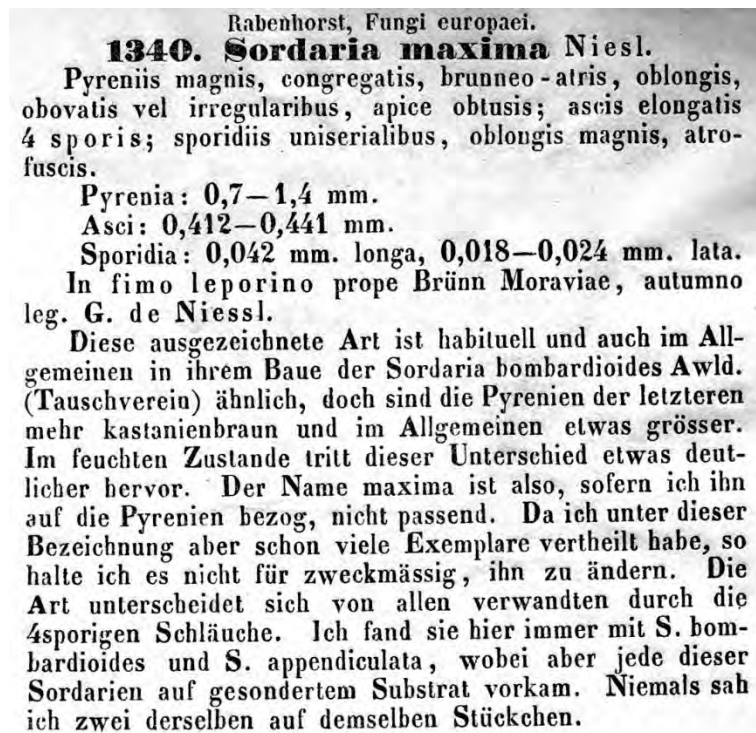 Rabenhorst, Fungi europaei.
1340. Sordaria maxima Niesl.
Pyreniis magnis, congregatis, brunneo-atris, oblongis,
obovatis vel irregularibus, apice obtusis; ascis elongatis
4 sporis; sporidiis uniserialibus, oblongis magnis, atro-
fuscis.
Pyrenia: 0,7—1,4 mm.
Asci: 0,412—0,441 mm.
Sporidia: 0,042 mm. longa, 0,018—0,024 mm. lata.
In fimo leporino prope Brünn Moraviae, autumno
leg. G. de Niessl.
Diese ausgezeichnete Art ist habituell und auch im All-
gemeinen in ihrem Baue der Sordaria bombardioides Awld.
(Tauschverein) ähnlich, doch sind die Pyrenien der letzteren
mehr kastanienbraun und im Allgemeinen etwas grösser.
Im feuchten Zustande tritt dieser Unterschied etwas deut-
licher hervor. Der Name maxima ist also, sofern ich ihn
auf die Pyrenien bezog, nicht passend. Da ich unter dieser
Bezeichnung aber schon viele Exemplare vertheilt habe, so
halte ich es nicht für zweckmässig, ihn zu ändern. Die
Art unterscheidet sich von allen verwandten durch die
4sporigen Schläuche. Ich fand sie hier immer mit S. bom-
bardioides und S. appendiculata, wobei aber jede dieser
Sordarien auf gesondertem Substrat vorkam. Niemals sah
ich zwei derselben auf demselben Stückchen.